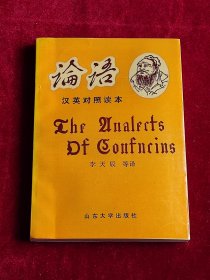 论语
汉英对照读本
The Analects
Of Confucins
李天辰 等译
山东大学出版社